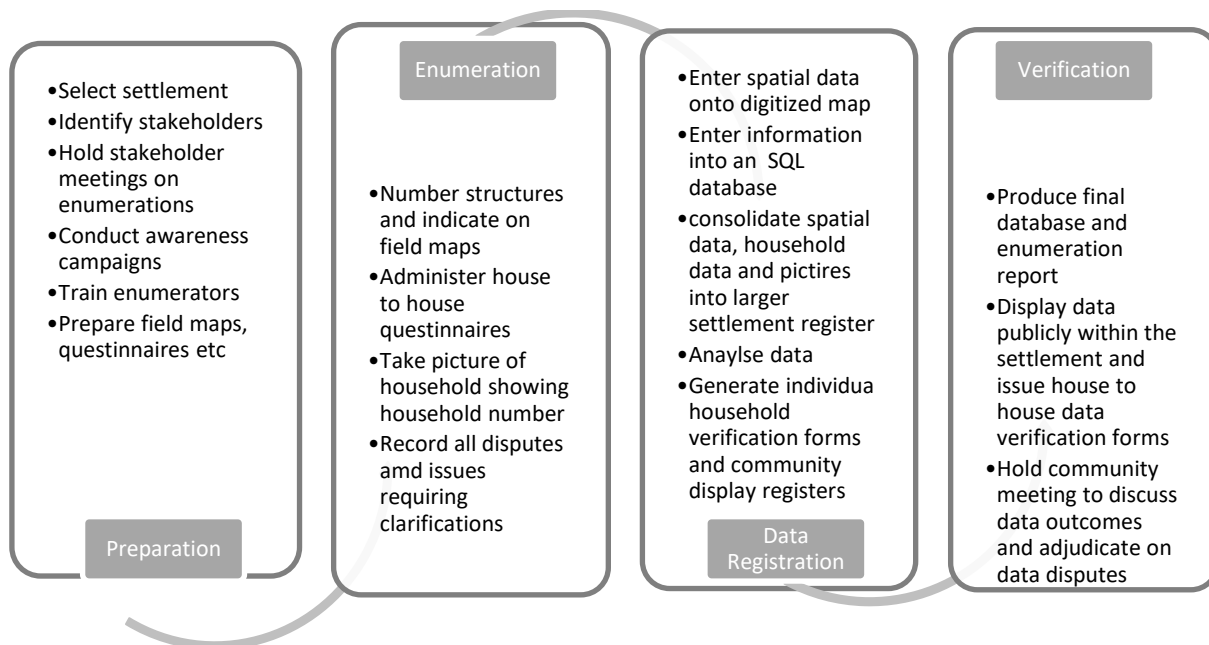 •Select settlement
•Identify stakeholders
•Hold stakeholder
meetings on
enumerations
•Conduct awareness
campaigns
•Train enumerators
•Prepare field maps,
questinnaires etc
Preparation
Enumeration
•Number structures
and indicate on
field maps
•Administer house
to house
questinnaires
•Take picture of
household showing
household number
•Record all disputes
amd issues
requiring
clarifications
•Enter spatial data
onto digitized map
•Enter information
into an SQL
database
•consolidate spatial
data, household
data and pictires
into larger
settlement register
•Anaylse data
•Generate individua
household
verification forms
and community
display registers
Data
Registration
Verification
•Produce final
database and
enumeration
report
•Display data
publicly within the
settlement and
issue house to
house data
verification forms
•Hold community
meeting to discuss
data outcomes
and adjudicate on
data disputes